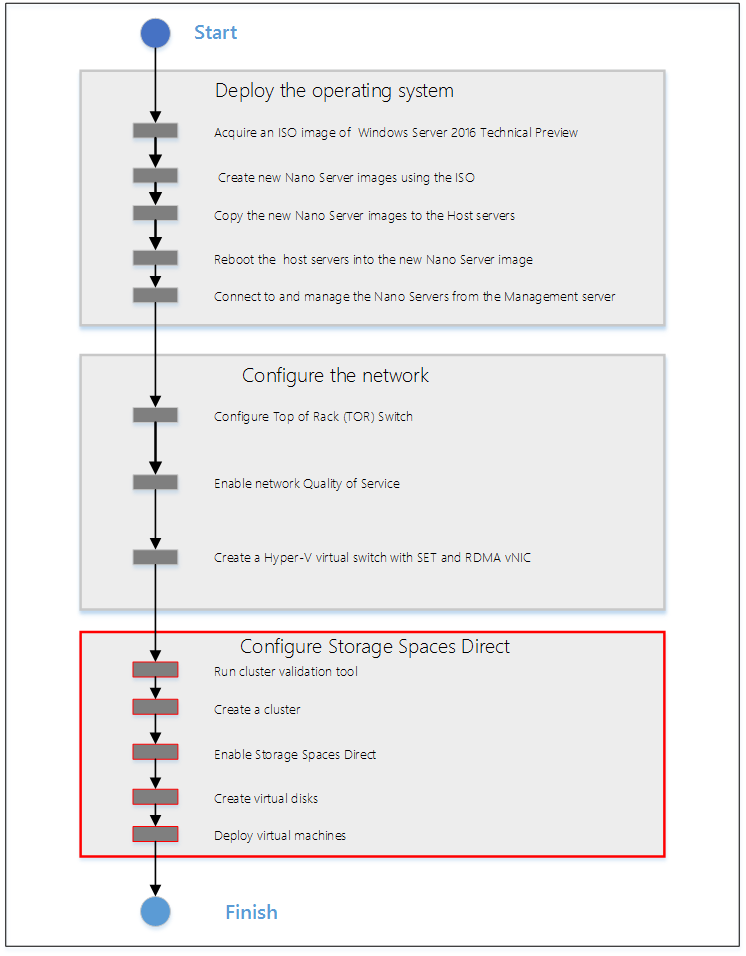 Start
Deploy the operating system
Acquire an ISO image of Windows Server 2016 Technical Preview
Create new Nano Server images using the ISO
Copy the new Nano Server images to the Host servers
Reboot the host servers into the new Nano Server image
Connect to and manage the Nano Servers from the Management server
Configure the network
Configure Top of Rack (TOR) Switch
Enable network Quality of Service
Create a Hyper-V virtual switch with SET and RDMA vNIC
Configure Storage Spaces Direct
Run cluster validation tool
Create a cluster
Enable Storage Spaces Direct
Create virtual disks
Deploy virtual machines
Finish